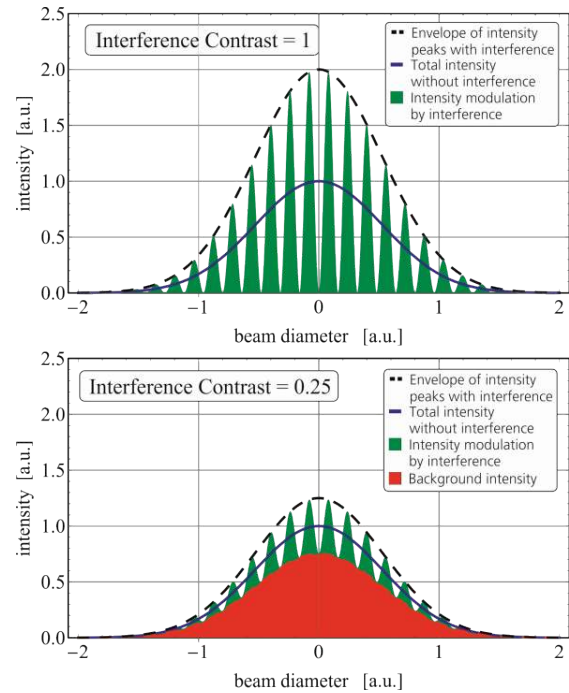 Interference Contrast = 1
Envelope of intensity
peaks with interference
Total intensity
without interference
Intensity modulation
by interference
intensity [a.u.]
2.5
2.0
1.5
1.0
0.5
0.0
−2
−1
0
1
2
beam diameter [a.u.]
Interference Contrast = 0.25
Envelope of intensity
peaks with interference
Total intensity
without interference
Intensity modulation
by interference
Background intensity
intensity [a.u.]
2.5
2.0
1.5
1.0
0.5
0.0
−2
−1
0
1
2
beam diameter [a.u.]